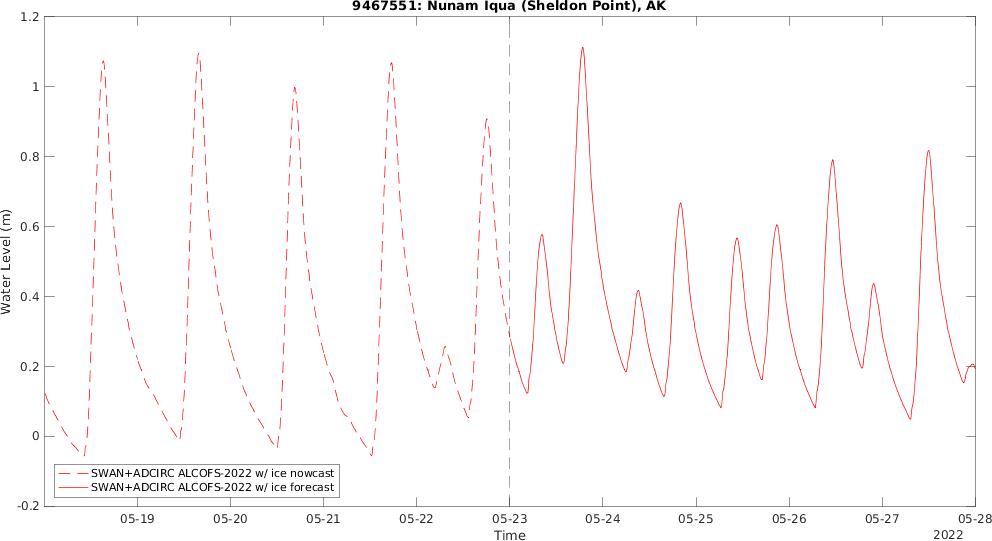 9467551: Nunam Iqua (Sheldon Point), AK
Water Level (m)
1.2
1
0.8
0.6
0.4
0.2
0
-0.2
SWAN+ADCIRC ALCOFS-2022 w/ ice nowcast
SWAN+ADCIRC ALCOFS-2022 w/ ice forecast
05-19 05-20 05-21 05-22 05-23 05-24 05-25 05-26 05-27 05-28
Time
2022